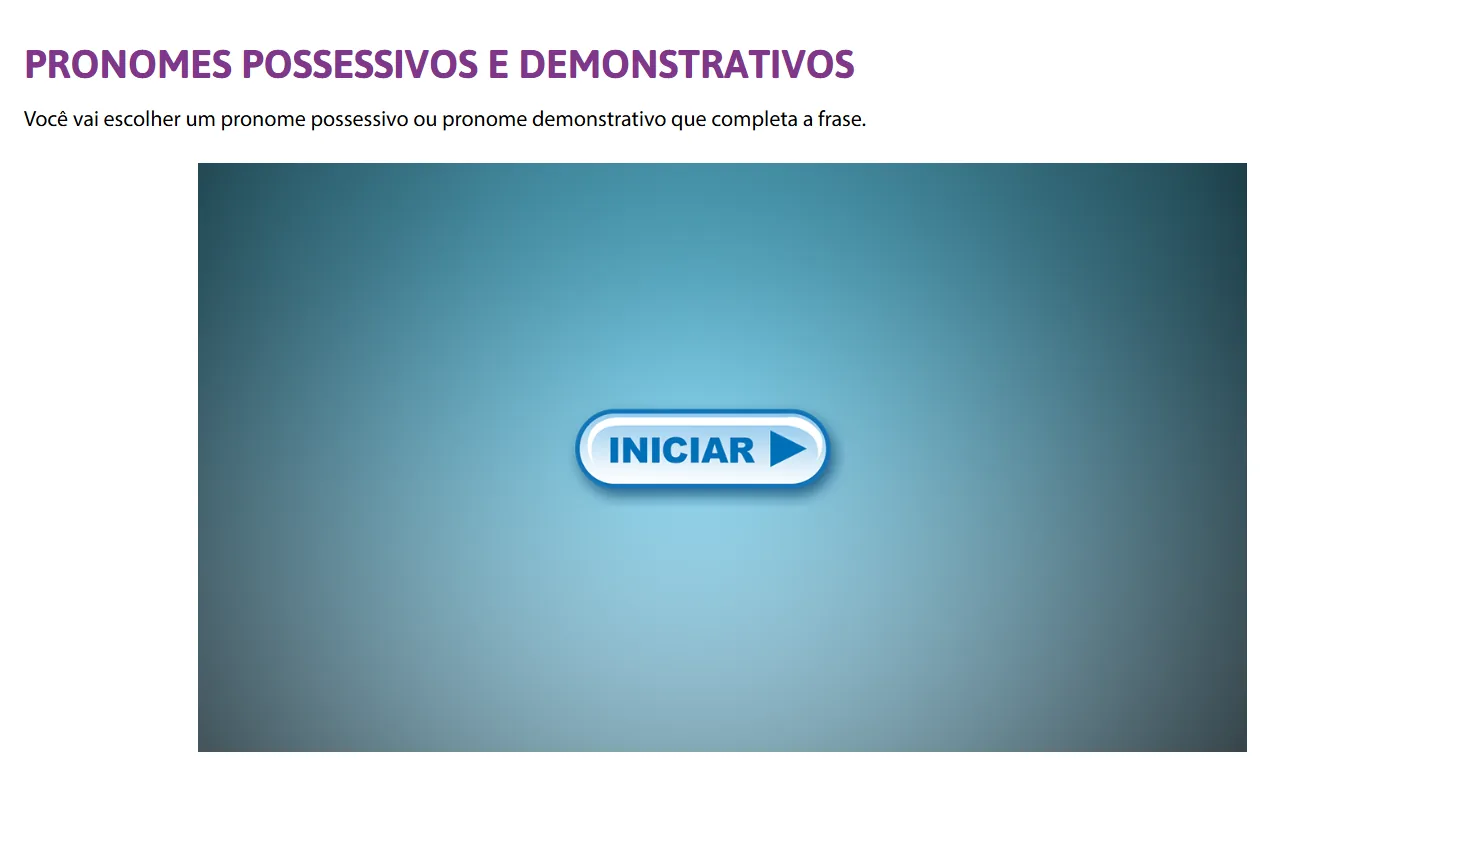 PRONOMES POSSESSIVOS E DEMONSTRATIVOS
Você vai escolher um pronome possessivo ou pronome demonstrativo que completa a frase.
INICIAR